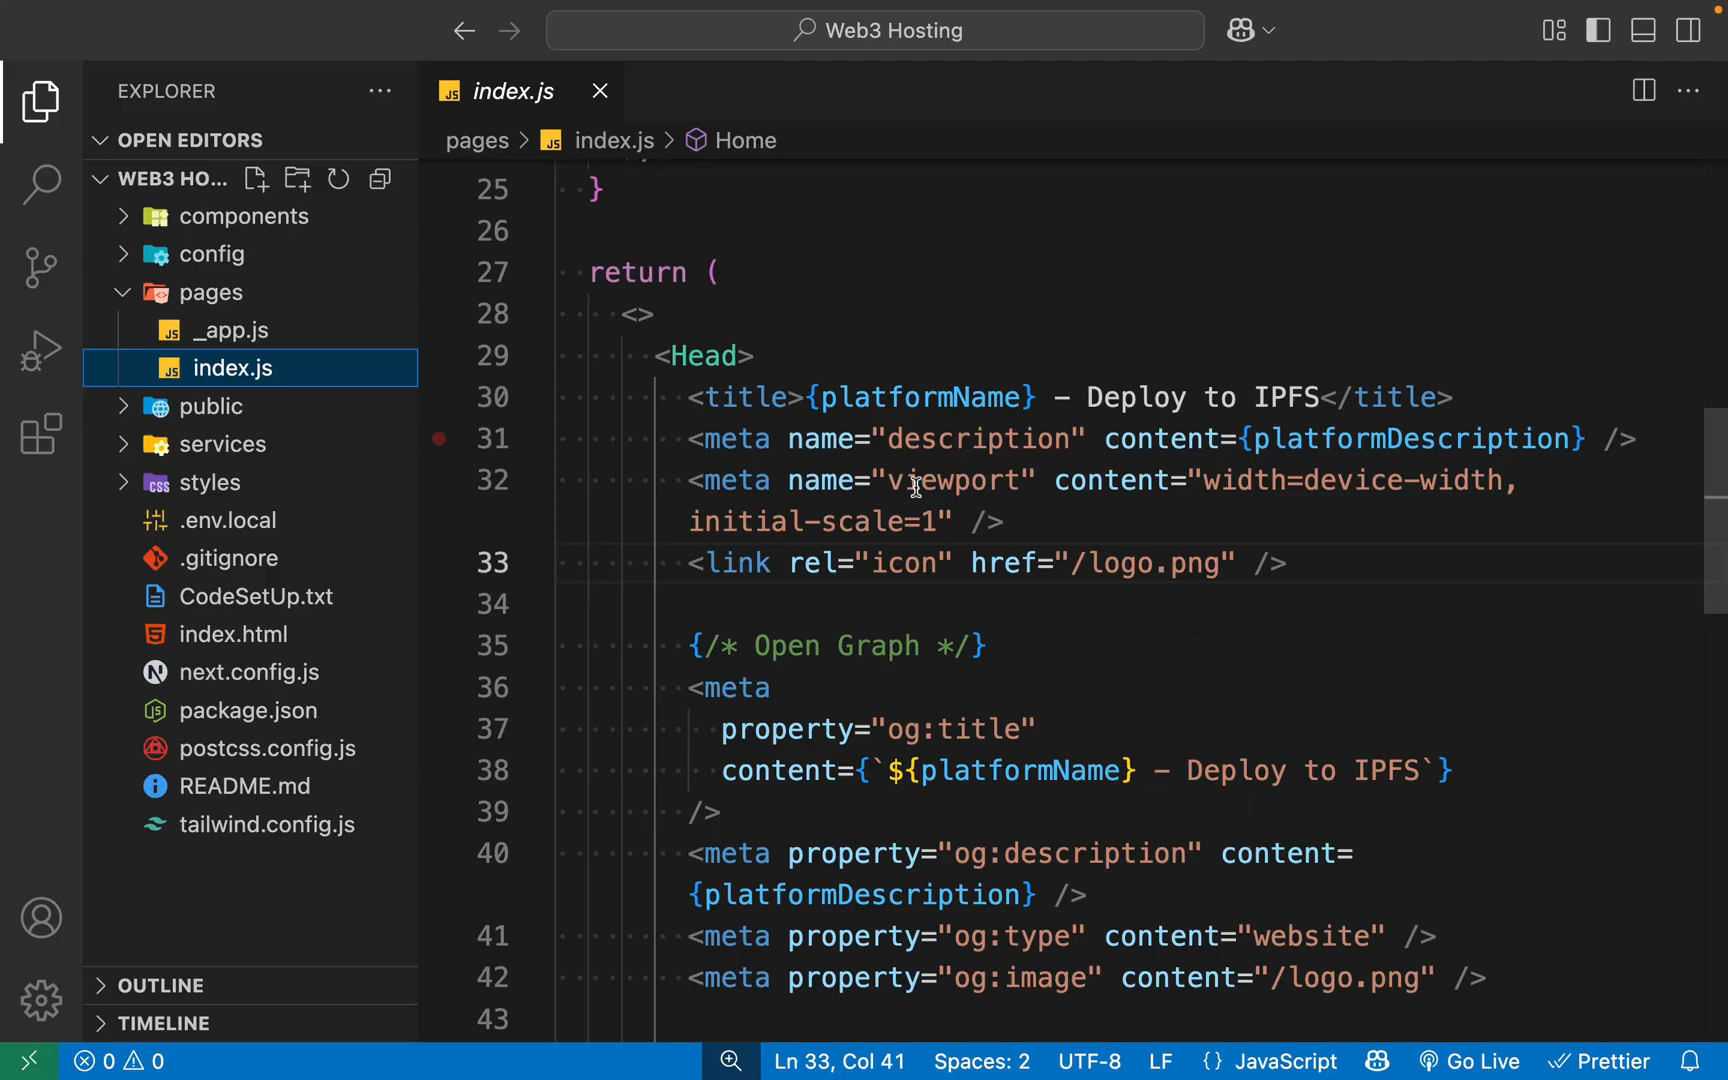 Web3 Hosting
EXPLORER
OPEN EDITORS
WEB3 HO...
components
config
pages
_app.js
index.js
public
services
styles
.env.local
.gitignore
CodeSetUp.txt
index.html
next.config.js
package.json
postcss.config.js
README.md
tailwind.config.js
OUTLINE
TIMELINE
index.js
pages > index.js > Home
25 }
26
27 return (
28 <>
29 <Head>
30 <title>{platformName} – Deploy to IPFS</title>
31 <meta name="description" content={platformDescription} />
32 <meta name="viewport" content="width=device-width,
initial-scale=1" />
33 <link rel="icon" href="/logo.png" />
34
35 {/* Open Graph */}
36 <meta
37 property="og:title"
38 content={`${platformName} – Deploy to IPFS`}
39 />
40 <meta property="og:description" content=
{platformDescription} />
41 <meta property="og:type" content="website" />
42 <meta property="og:image" content="/logo.png" />
43
0 0 Ln 33, Col 41 Spaces: 2 UTF-8 LF {} JavaScript Go Live Prettier